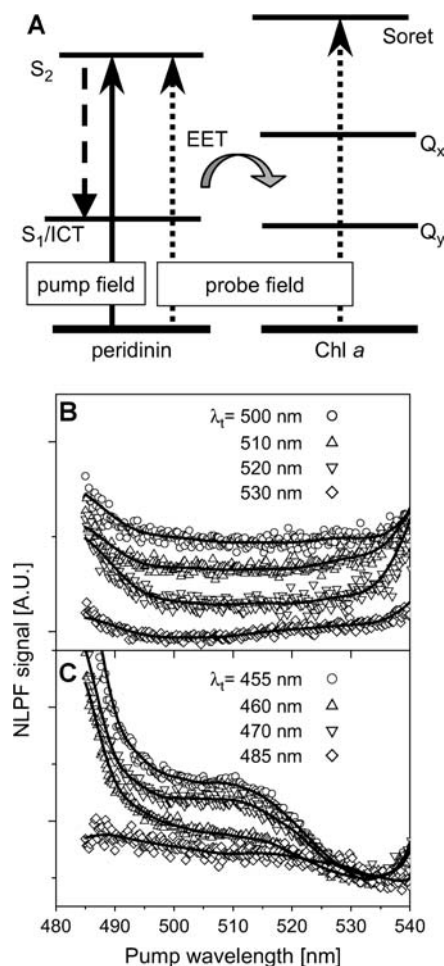 A
Soret
S₂
EET
Qₓ
S₁/ICT
Qᵧ
pump field
probe field
peridinin
Chl a
B
λₜ= 500 nm
510 nm
520 nm
530 nm
NLPF signal [A.U.]
C
λₜ= 455 nm
460 nm
470 nm
485 nm
480 490 500 510 520 530 540
Pump wavelength [nm]